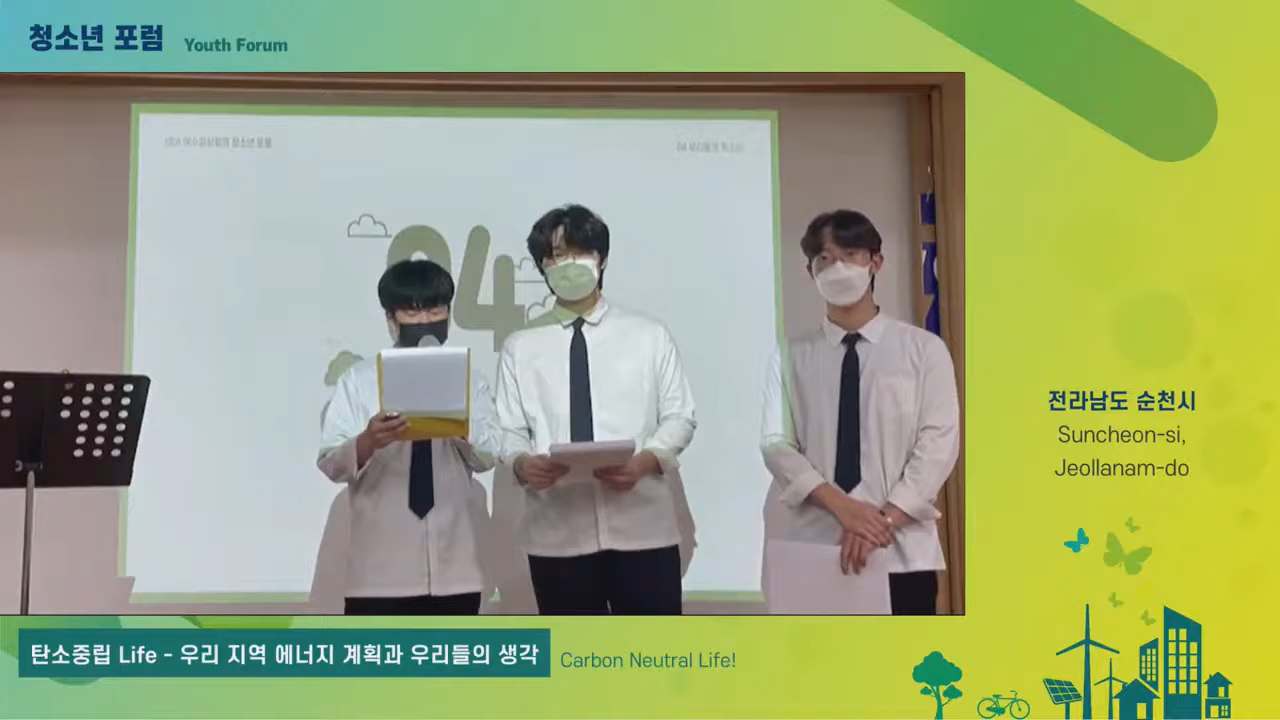 청소년 포럼 Youth Forum
04
전라남도 순천시
Suncheon-si,
Jeollanam-do
탄소중립 Life - 우리 지역 에너지 계획과 우리들의 생각
Carbon Neutral Life!